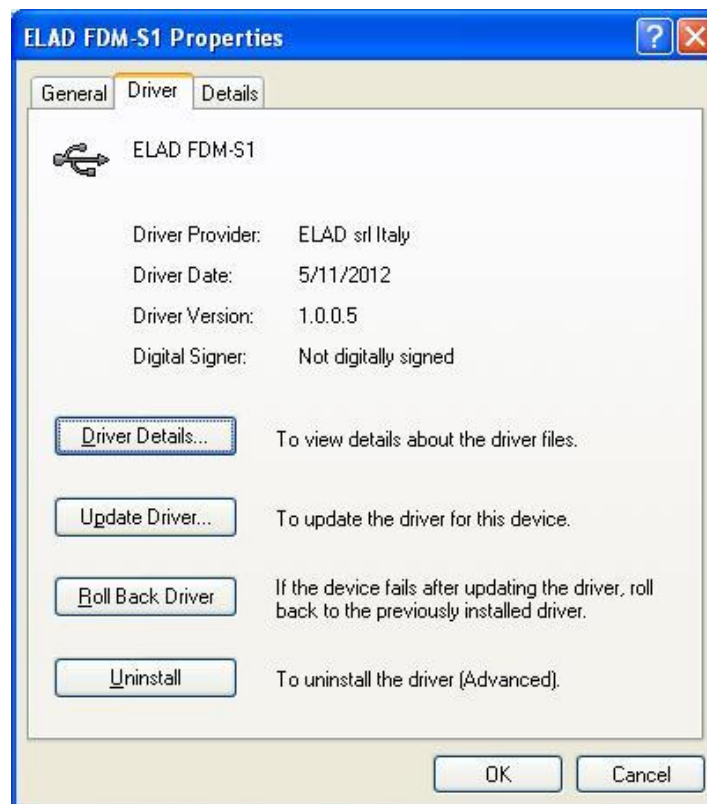 ELAD FDM-S1 Properties
General Driver Details
ELAD FDM-S1
Driver Provider: ELAD srl Italy
Driver Date: 5/11/2012
Driver Version: 1.0.0.5
Digital Signer: Not digitally signed
Driver Details... To view details about the driver files.
Update Driver... To update the driver for this device.
Roll Back Driver If the device fails after updating the driver, roll
back to the previously installed driver.
Uninstall To uninstall the driver (Advanced).
OK Cancel